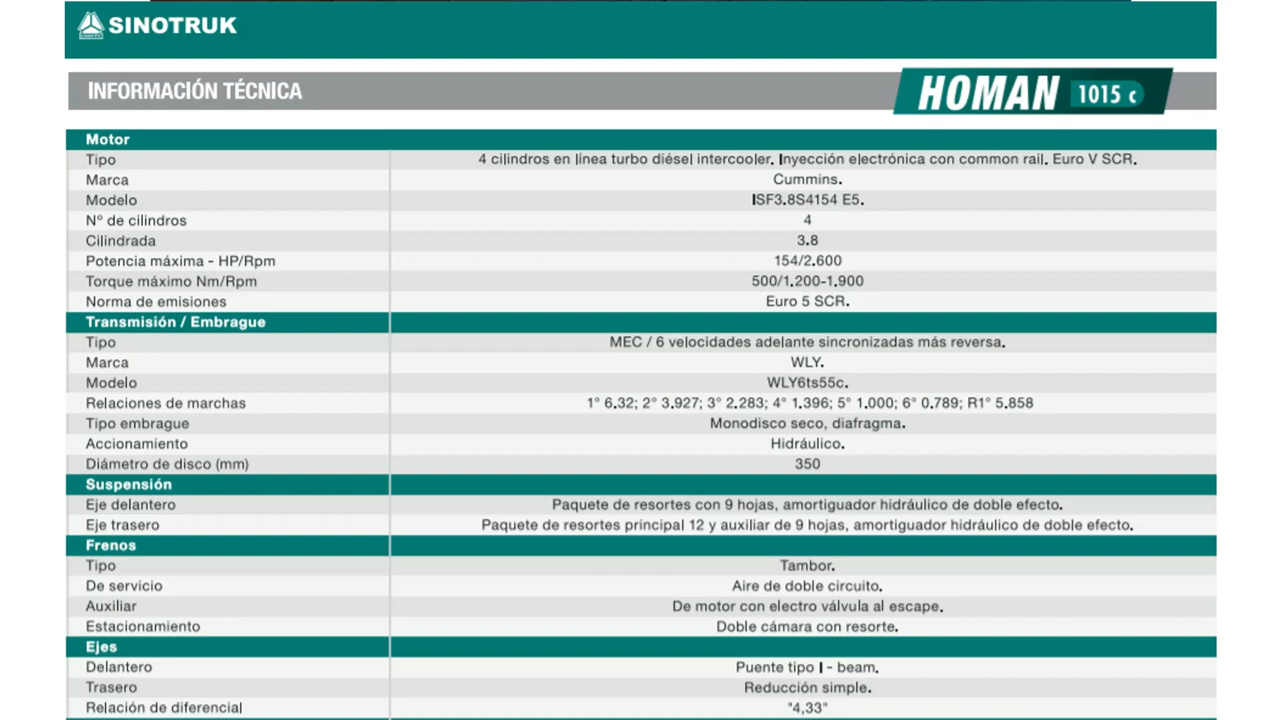 SINOTRUK
INFORMACIÓN TÉCNICA
HOMAN 1015 c
Motor
Tipo 4 cilindros en línea turbo diésel intercooler. Inyección electrónica con common rail. Euro V SCR.
Marca Cummins.
Modelo ISF3.8S4154 E5.
Nº de cilindros 4
Cilindrada 3.8
Potencia máxima - HP/Rpm 154/2.600
Torque máximo Nm/Rpm 500/1.200-1.900
Norma de emisiones Euro 5 SCR.
Transmisión / Embrague
Tipo MEC / 6 velocidades adelante sincronizadas más reversa.
Marca WLY.
Modelo WLY6ts55c.
Relaciones de marchas 1° 6.32; 2° 3.927; 3° 2.283; 4° 1.396; 5° 1.000; 6° 0.789; R1° 5.858
Tipo embrague Monodisco seco, diafragma.
Accionamiento Hidráulico.
Diámetro de disco (mm) 350
Suspensión
Eje delantero Paquete de resortes con 9 hojas, amortiguador hidráulico de doble efecto.
Eje trasero Paquete de resortes principal 12 y auxiliar de 9 hojas, amortiguador hidráulico de doble efecto.
Frenos
Tipo Tambor.
De servicio Aire de doble circuito.
Auxiliar De motor con electro válvula al escape.
Estacionamiento Doble cámara con resorte.
Ejes
Delantero Puente tipo I - beam.
Trasero Reducción simple.
Relación de diferencial "4,33"